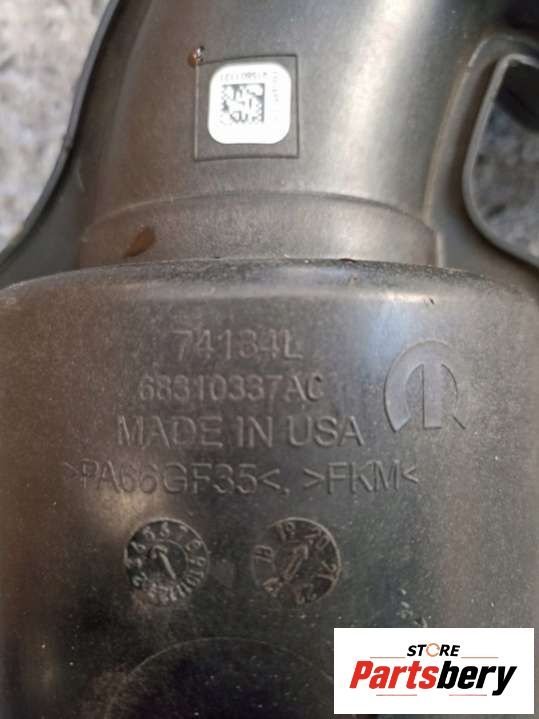 74134L
68310337AC
MADE IN USA
>PA66GF35<, >FKM<
STORE
Partsbery